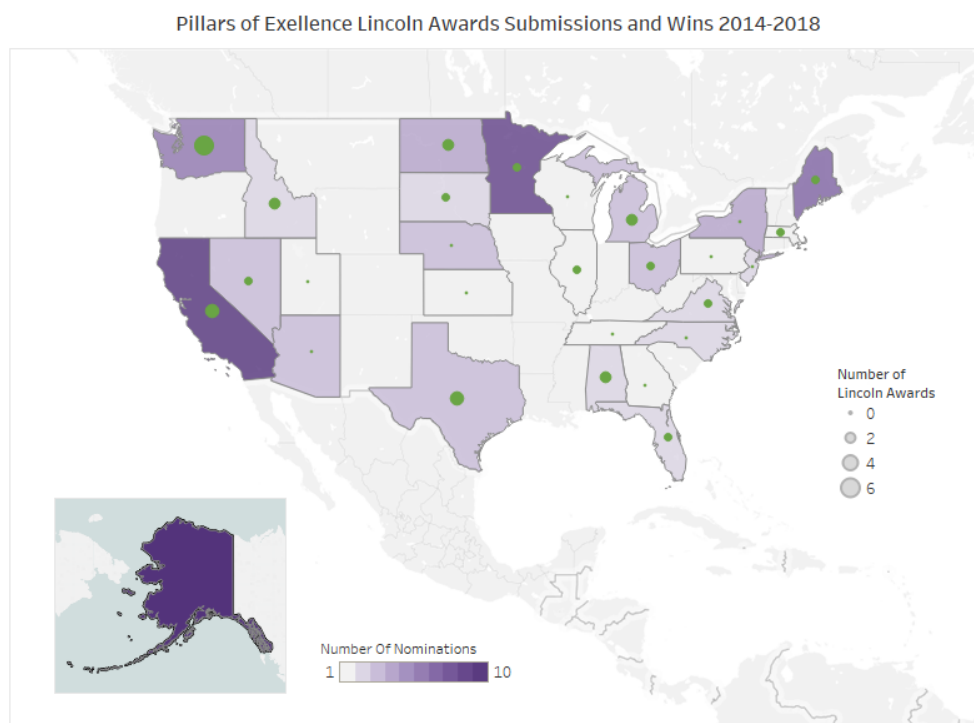 Pillars of Exellence Lincoln Awards Submissions and Wins 2014-2018
Number of
Lincoln Awards
0
2
4
6
Number Of Nominations
1 10